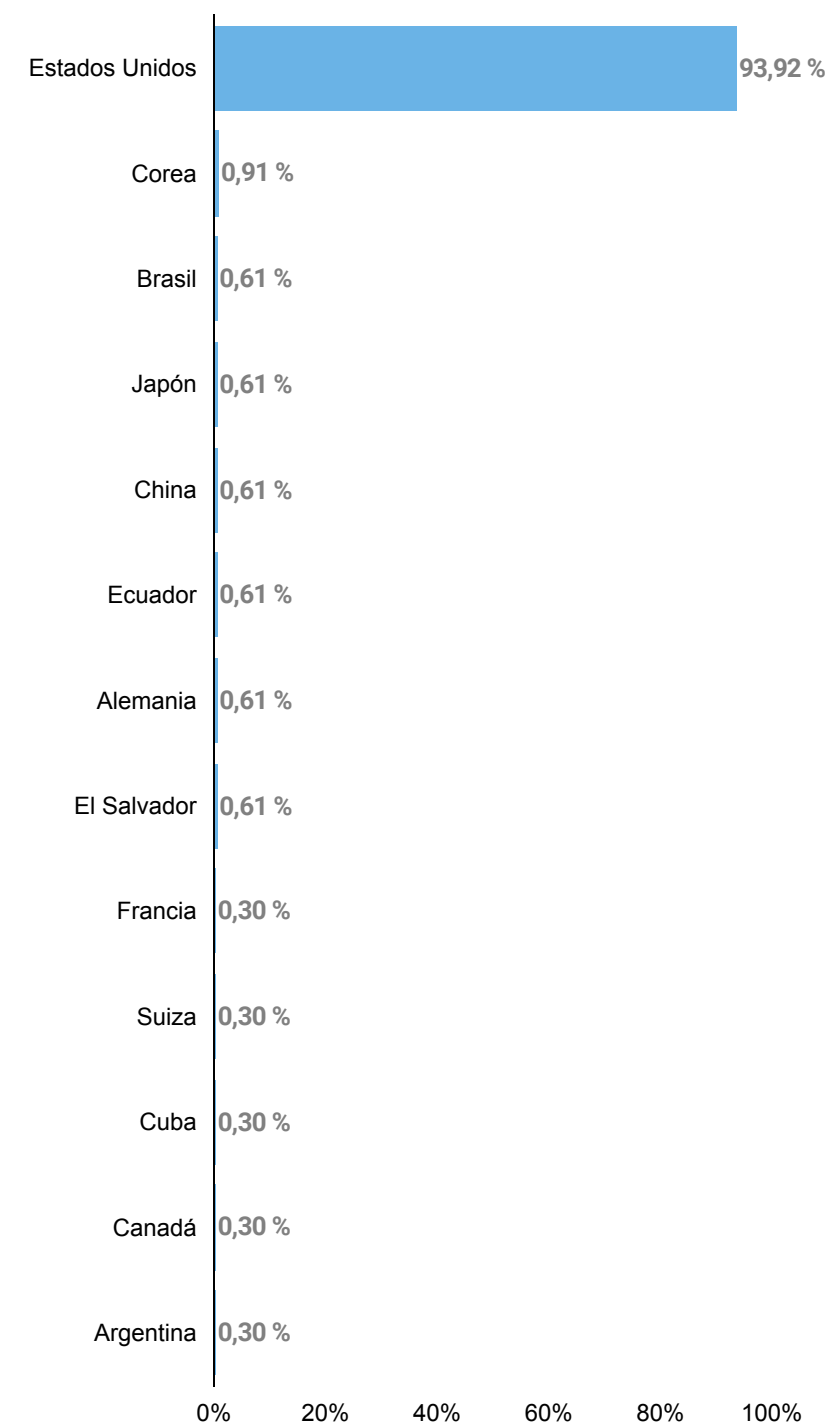 Estados Unidos 93,92 %
Corea 0,91 %
Brasil 0,61 %
Japón 0,61 %
China 0,61 %
Ecuador 0,61 %
Alemania 0,61 %
El Salvador 0,61 %
Francia 0,30 %
Suiza 0,30 %
Cuba 0,30 %
Canadá 0,30 %
Argentina 0,30 %
0% 20% 40% 60% 80% 100%